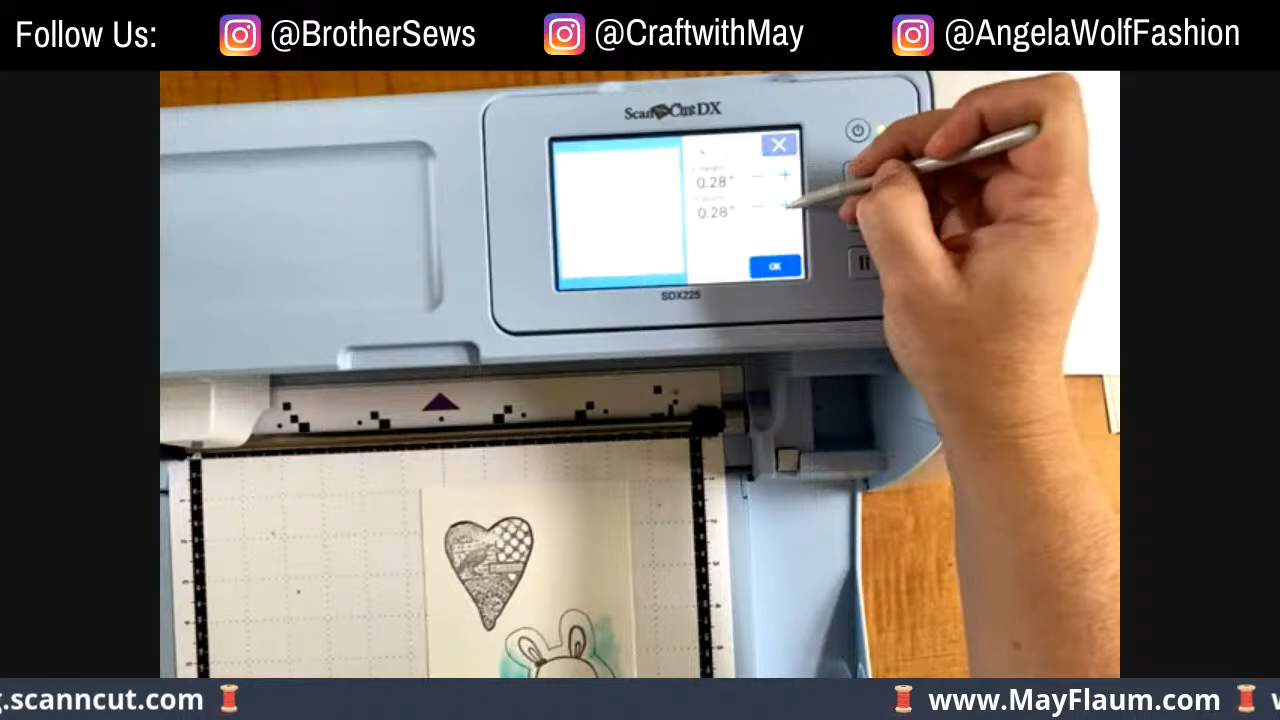 Follow Us: @BrotherSews @CraftwithMay @AngelaWolfFashion
ScanNCut DX
0.28"
0.28"
OK
SDX225
g.scanncut.com www.MayFlaum.com